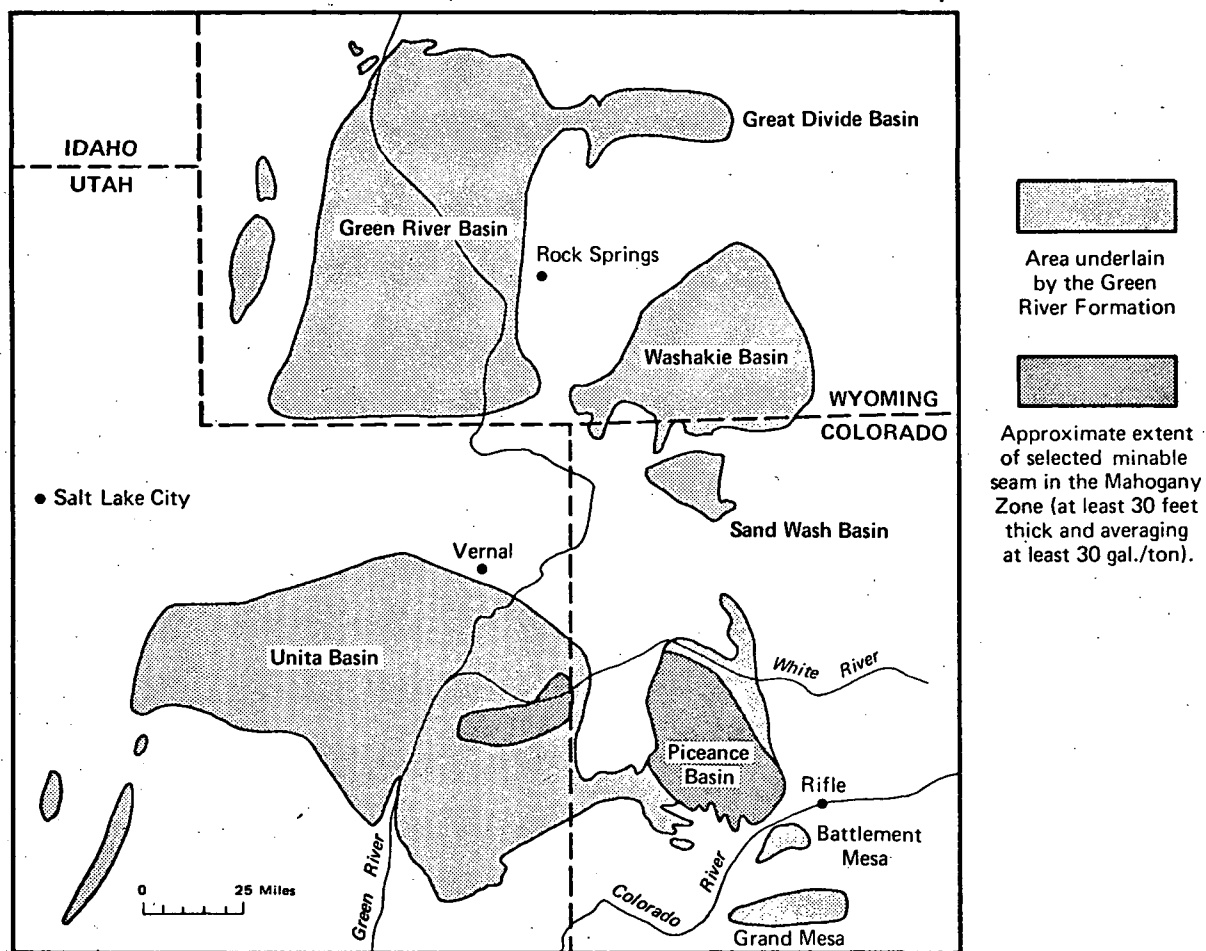 IDAHO
UTAH
Great Divide Basin
Green River Basin
Rock Springs
Washakie Basin
WYOMING
COLORADO
Salt Lake City
Sand Wash Basin
Vernal
Unita Basin
White River
Piceance
Basin
Rifle
Battlement
Mesa
Green River
Colorado River
Grand Mesa
0 25 Miles
Area underlain
by the Green
River Formation
Approximate extent
of selected minable
seam in the Mahogany
Zone (at least 30 feet
thick and averaging
at least 30 gal./ton).